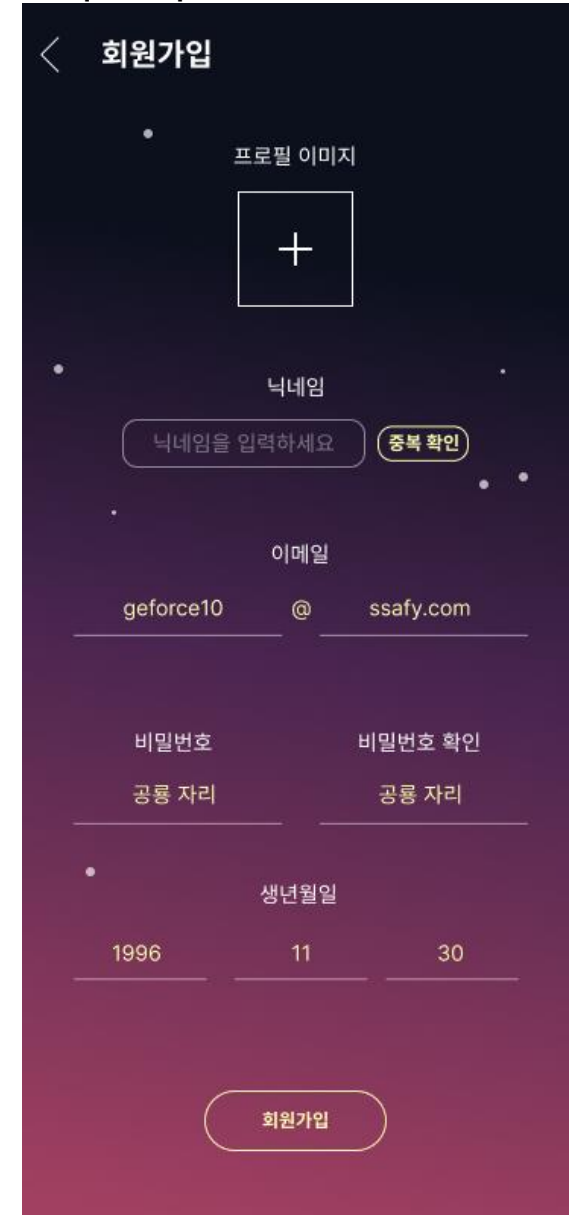 회원가입
프로필 이미지
닉네임
닉네임을 입력하세요 중복 확인
이메일
geforce10 @ ssafy.com
비밀번호 비밀번호 확인
공룡 자리 공룡 자리
생년월일
1996 11 30
회원가입